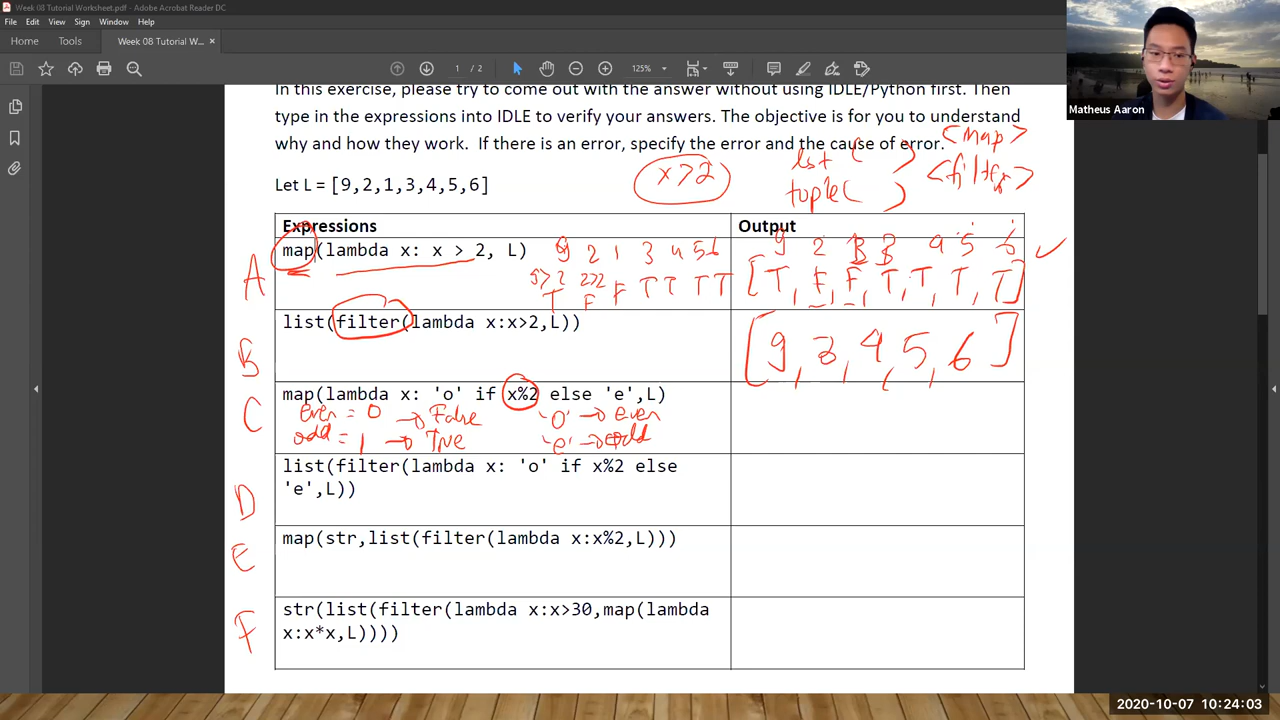 Week 08 Tutorial Worksheet.pdf - Adobe Acrobat Reader DC
File Edit View Sign Window Help
Home Tools Week 08 Tutorial W... ×
125%
Matheus Aaron
In this exercise, please try to come out with the answer without using IDLE/Python first. Then
type in the expressions into IDLE to verify your answers. The objective is for you to understand
why and how they work. If there is an error, specify the error and the cause of error.
<map>
<filter>
x>2
list ( )
tuple( )
Let L = [9,2,1,3,4,5,6]
Expressions Output
A
map(lambda x: x > 2, L)
9 2 1 3 4 5 6
9>2 2>2
T F F T T T T
[T, F, F, T, T, T, T]
B
list(filter(lambda x:x>2,L))
[9, 3, 4, 5, 6]
C
map(lambda x: 'o' if x%2 else 'e',L)
Even = 0 → False 'o' → Even
odd = 1 → True 'e' → odd
D
list(filter(lambda x: 'o' if x%2 else
'e',L))
E
map(str,list(filter(lambda x:x%2,L)))
F
str(list(filter(lambda x:x>30,map(lambda
x:x*x,L))))
2020-10-07 10:24:03